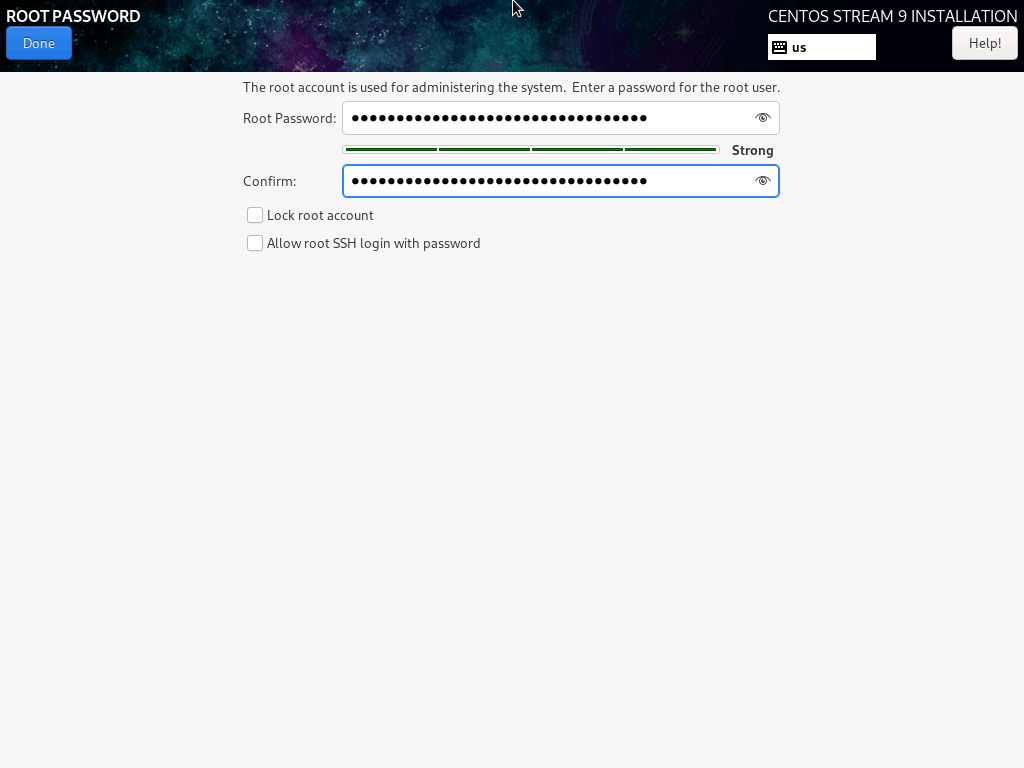 ROOT PASSWORD
CENTOS STREAM 9 INSTALLATION
Done
us
Help!
The root account is used for administering the system.  Enter a password for the root user.
Root Password: ●●●●●●●●●●●●●●●●●●●●●●●●●●●●●●●●●
Strong
Confirm: ●●●●●●●●●●●●●●●●●●●●●●●●●●●●●●●●●
Lock root account
Allow root SSH login with password